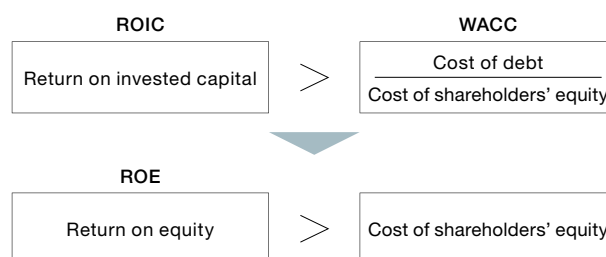 ROIC
WACC
Return on invested capital
>
Cost of debt
Cost of shareholders’ equity
ROE
Return on equity
>
Cost of shareholders’ equity